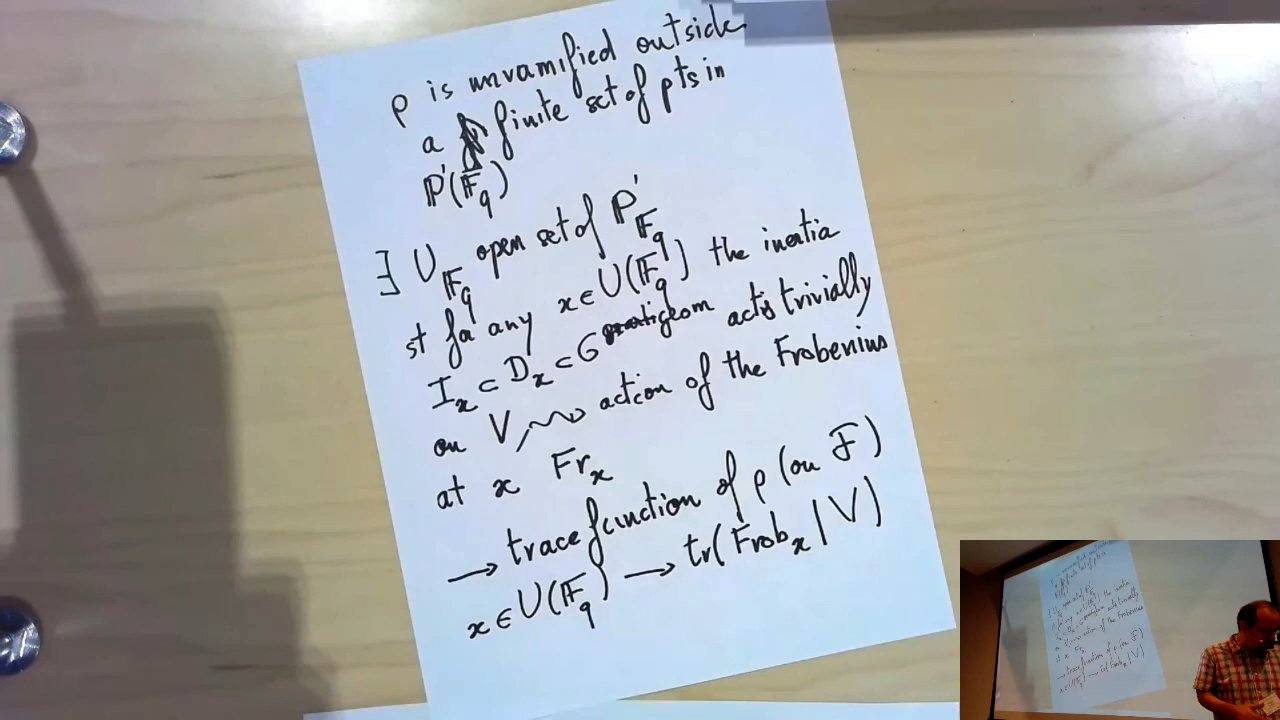 ρ is unramified outside
a finite set of pts in
ℙ¹(𝔽_q)
∃ U_{𝔽_q} open set of ℙ¹_{𝔽_q}
st for any x ∈ U(𝔽_q) the inertia
I_x ⊂ D_x ⊂ G^{geom} acts trivially
on V, ⇝ action of the Frobenius
at x Fr_x
→ trace function of ρ (on ℱ)
x ∈ U(𝔽_q) → tr(Frob_x | V)